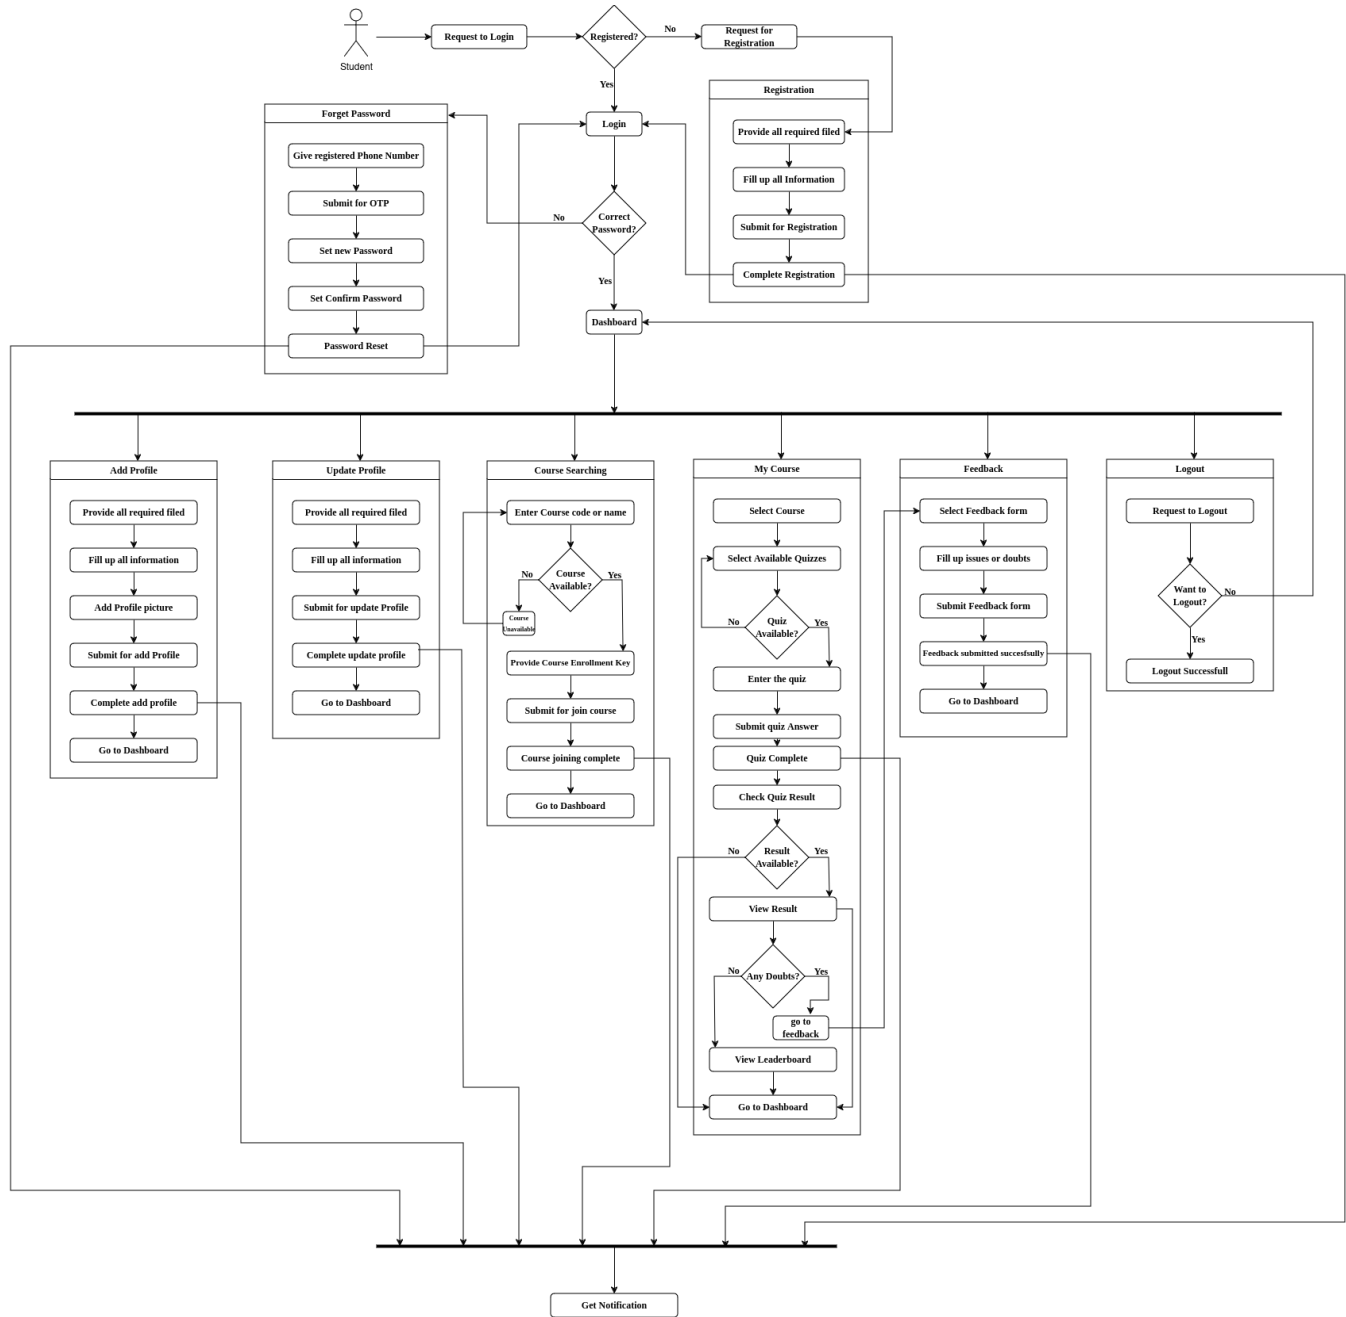 Student
Request to Login
Registered?
No
Request for
Registration
Yes
Login
Registration
Provide all required filed
Fill up all Information
Submit for Registration
Complete Registration
Forget Password
Give registered Phone Number
Submit for OTP
Set new Password
Set Confirm Password
Password Reset
No
Correct
Password?
Yes
Dashboard
Add Profile
Provide all required filed
Fill up all information
Add Profile picture
Submit for add Profile
Complete add profile
Go to Dashboard
Update Profile
Provide all required filed
Fill up all information
Submit for update Profile
Complete update profile
Go to Dashboard
Course Searching
Enter Course code or name
No
Course
Available?
Yes
Course
Unavailable
Provide Course Enrollment Key
Submit for join course
Course joining complete
Go to Dashboard
My Course
Select Course
Select Available Quizzes
No
Quiz
Available?
Yes
Enter the quiz
Submit quiz Answer
Quiz Complete
Check Quiz Result
No
Result
Available?
Yes
View Result
No
Any Doubts?
Yes
go to
feedback
View Leaderboard
Go to Dashboard
Feedback
Select Feedback form
Fill up issues or doubts
Submit Feedback form
Feedback submitted succesfsully
Go to Dashboard
Logout
Request to Logout
Want to
Logout?
No
Yes
Logout Successfull
Get Notification